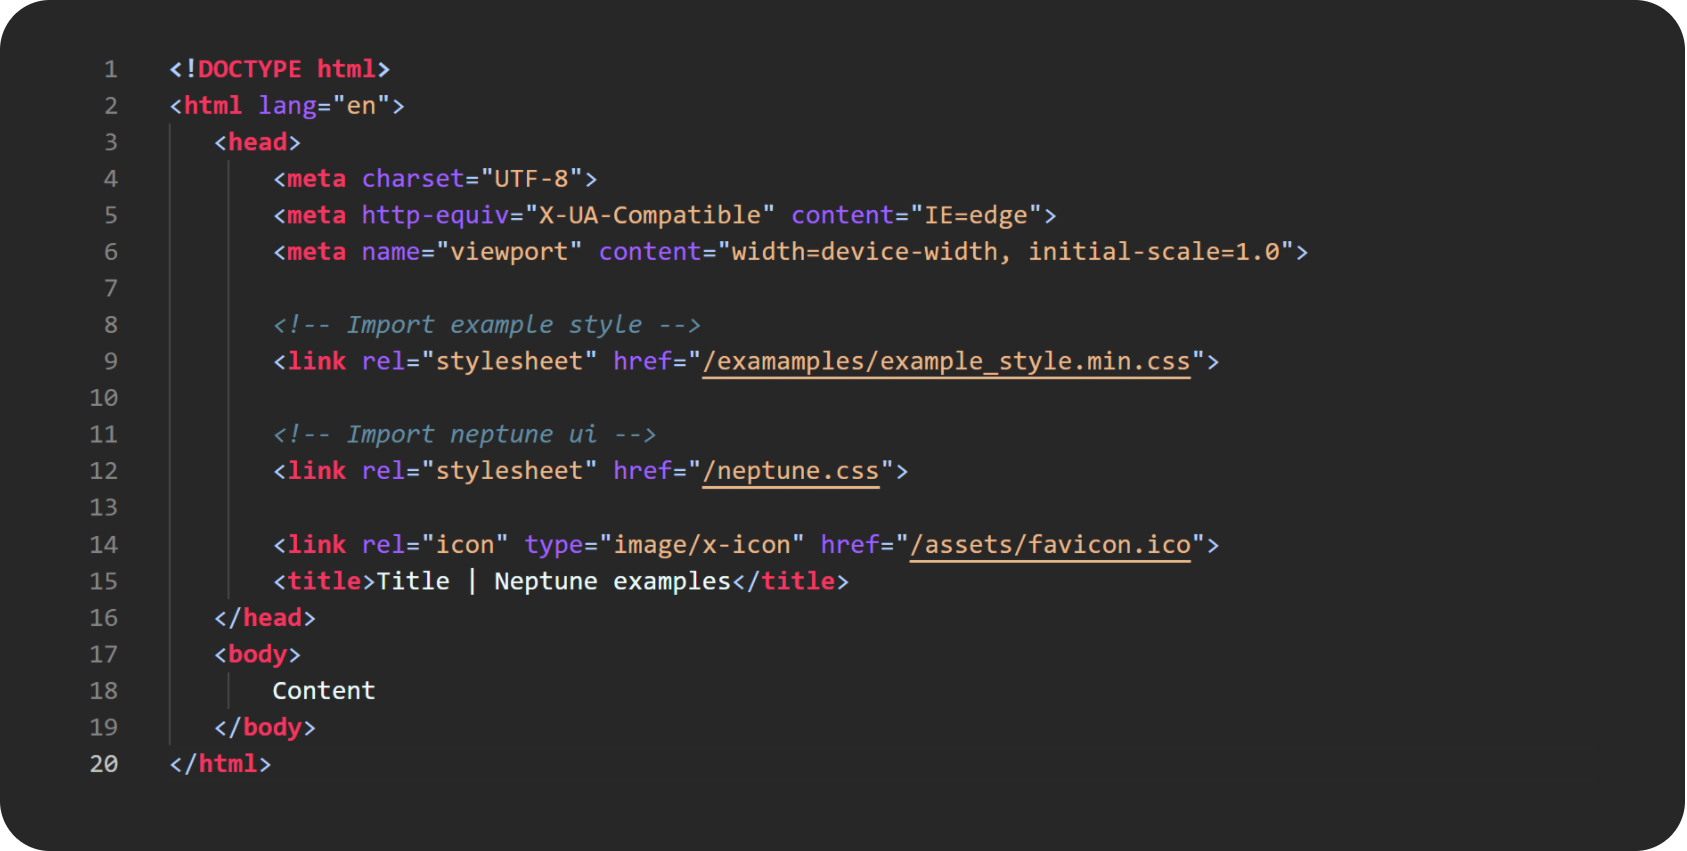 1 <!DOCTYPE html>
2 <html lang="en">
3 <head>
4 <meta charset="UTF-8">
5 <meta http-equiv="X-UA-Compatible" content="IE=edge">
6 <meta name="viewport" content="width=device-width, initial-scale=1.0">
7
8 <!-- Import example style -->
9 <link rel="stylesheet" href="/examamples/example_style.min.css">
10
11 <!-- Import neptune ui -->
12 <link rel="stylesheet" href="/neptune.css">
13
14 <link rel="icon" type="image/x-icon" href="/assets/favicon.ico">
15 <title>Title | Neptune examples</title>
16 </head>
17 <body>
18 Content
19 </body>
20 </html>